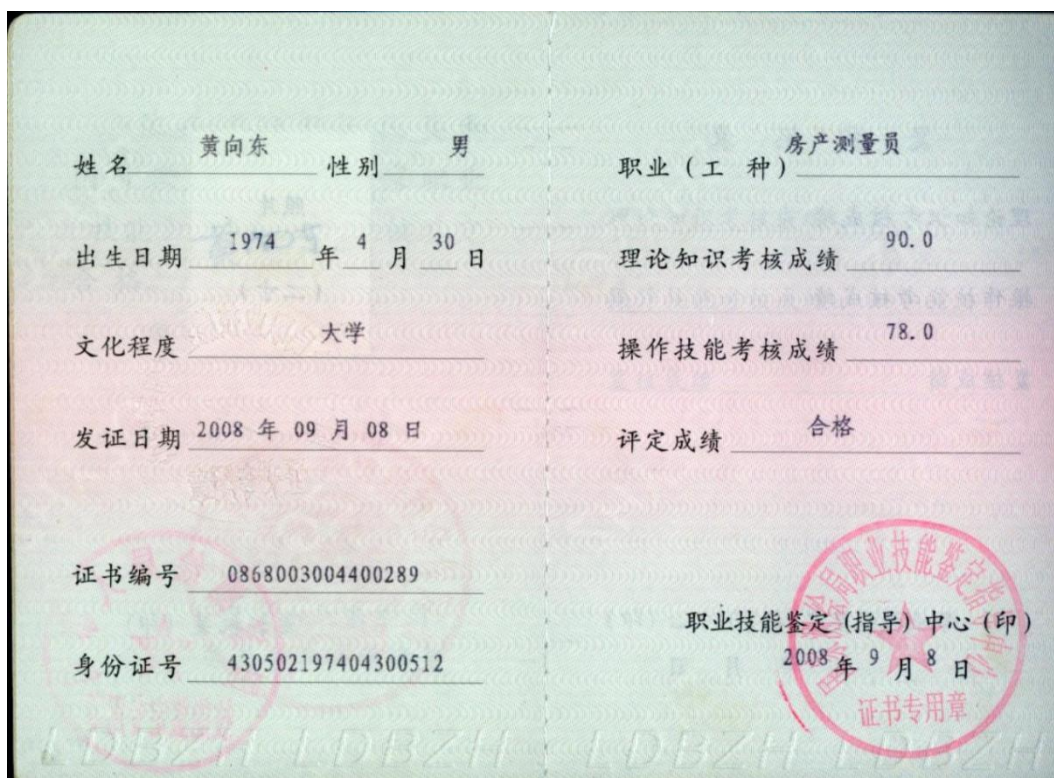 姓名 黄向东 性别 男
出生日期 1974 年 4 月 30 日
文化程度 大学
发证日期 2008 年 09 月 08 日
证书编号 0868003004400289
身份证号 430502197404300512
职业(工 种) 房产测量员
理论知识考核成绩 90.0
操作技能考核成绩 78.0
评定成绩 合格
职业技能鉴定(指导)中心(印)
2008 年 9 月 8 日
证书专用章
LDBZH LDBZH LDBZH LDBZH